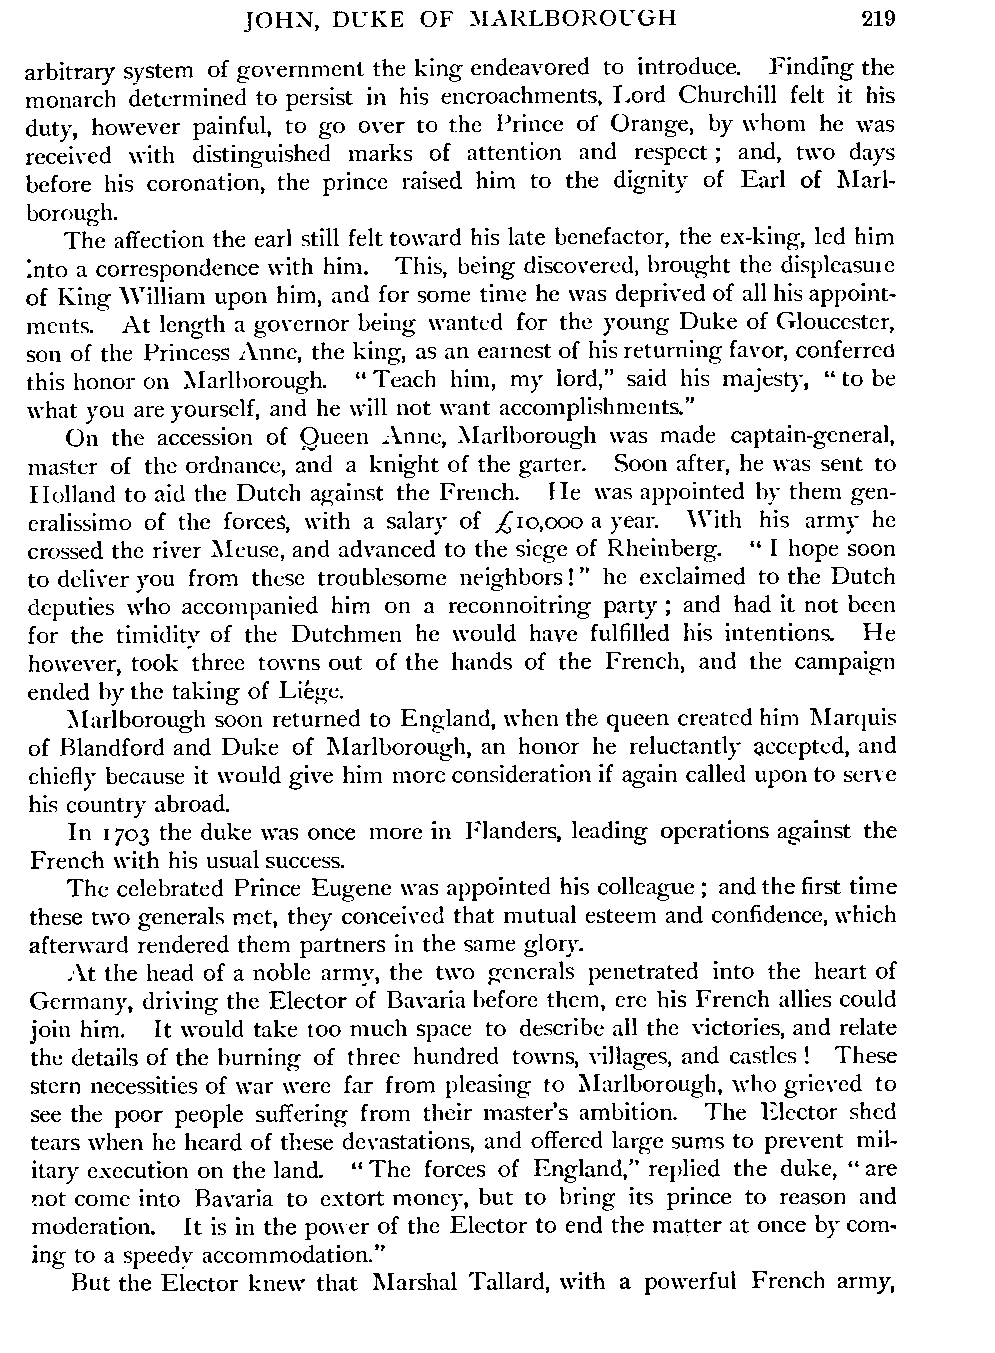 JOHN, DUKE OF MARLBOROUGH 219
arbitrary system of government the king endeavored to introduce. Finding the
monarch determined to persist in his encroachments, Lord Churchill felt it his
duty, however painful, to go over to the Prince of Orange, by whom he was
received with distinguished marks of attention and respect ; and, two days
before his coronation, the prince raised him to the dignity of Earl of Marl-
borough.
The affection the earl still felt toward his late benefactor, the ex-king, led him
into a correspondence with him. This, being discovered, brought the displeasure
of King William upon him, and for some time he was deprived of all his appoint-
ments. At length a governor being wanted for the young Duke of Gloucester,
son of the Princess Anne, the king, as an earnest of his returning favor, conferred
this honor on Marlborough. “ Teach him, my lord,” said his majesty, “ to be
what you are yourself, and he will not want accomplishments.”
On the accession of Queen Anne, Marlborough was made captain-general,
master of the ordnance, and a knight of the garter. Soon after, he was sent to
Holland to aid the Dutch against the French. He was appointed by them gen-
eralissimo of the forces, with a salary of £10,000 a year. With his army he
crossed the river Meuse, and advanced to the siege of Rheinberg. “ I hope soon
to deliver you from these troublesome neighbors ! ” he exclaimed to the Dutch
deputies who accompanied him on a reconnoitring party ; and had it not been
for the timidity of the Dutchmen he would have fulfilled his intentions. He
however, took three towns out of the hands of the French, and the campaign
ended by the taking of Liége.
Marlborough soon returned to England, when the queen created him Marquis
of Blandford and Duke of Marlborough, an honor he reluctantly accepted, and
chiefly because it would give him more consideration if again called upon to serve
his country abroad.
In 1703 the duke was once more in Flanders, leading operations against the
French with his usual success.
The celebrated Prince Eugene was appointed his colleague ; and the first time
these two generals met, they conceived that mutual esteem and confidence, which
afterward rendered them partners in the same glory.
At the head of a noble army, the two generals penetrated into the heart of
Germany, driving the Elector of Bavaria before them, ere his French allies could
join him. It would take too much space to describe all the victories, and relate
the details of the burning of three hundred towns, villages, and castles ! These
stern necessities of war were far from pleasing to Marlborough, who grieved to
see the poor people suffering from their master's ambition. The Elector shed
tears when he heard of these devastations, and offered large sums to prevent mil-
itary execution on the land. “ The forces of England,” replied the duke, “ are
not come into Bavaria to extort money, but to bring its prince to reason and
moderation. It is in the power of the Elector to end the matter at once by com-
ing to a speedy accommodation.”
But the Elector knew that Marshal Tallard, with a powerful French army,